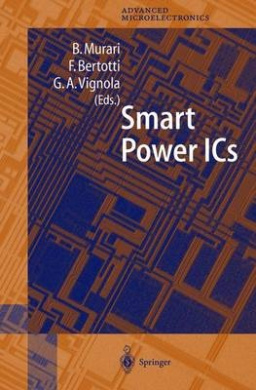 ADVANCED
MICROELECTRONICS
B. Murari
F. Bertotti
G. A. Vignola
(Eds.)
Smart
Power ICs
Springer